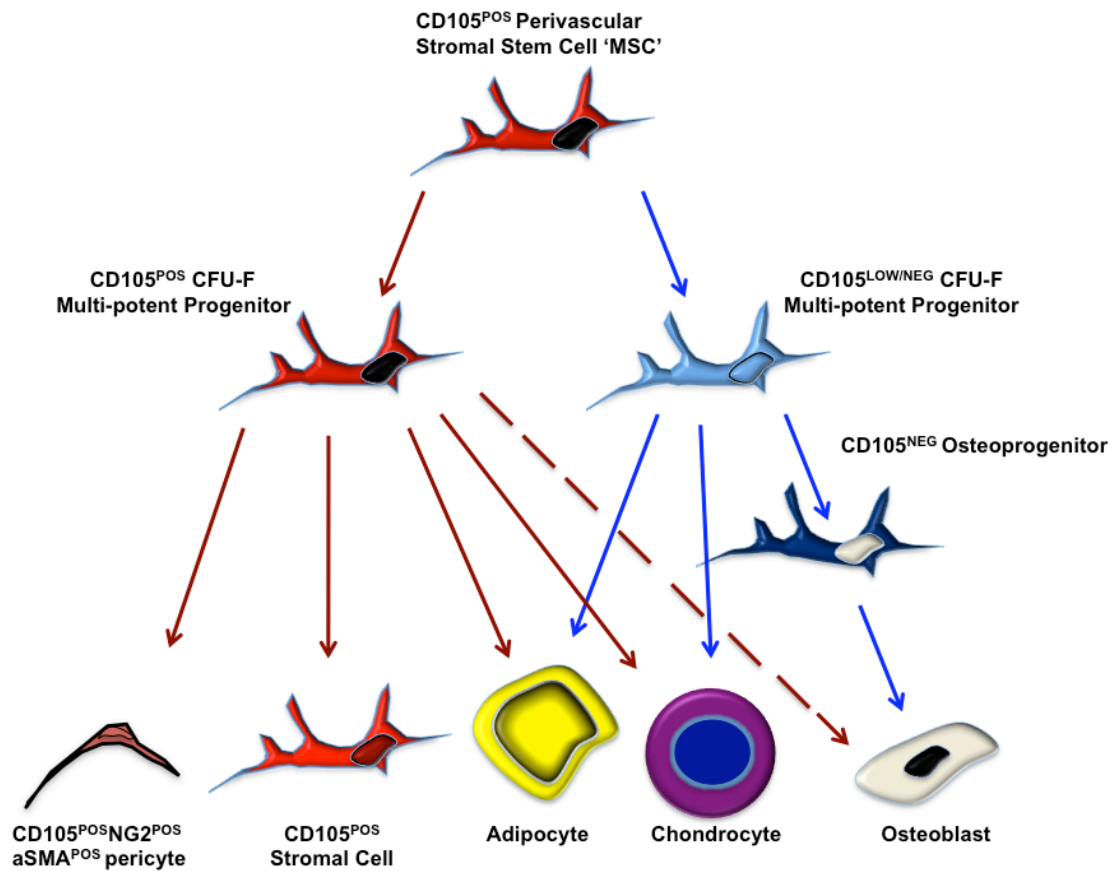 CD105POS Perivascular
Stromal Stem Cell ‘MSC’
CD105POS CFU-F
Multi-potent Progenitor
CD105LOW/NEG CFU-F
Multi-potent Progenitor
CD105NEG Osteoprogenitor
CD105POSNG2POS
aSMAPOS pericyte
CD105POS
Stromal Cell
Adipocyte
Chondrocyte
Osteoblast